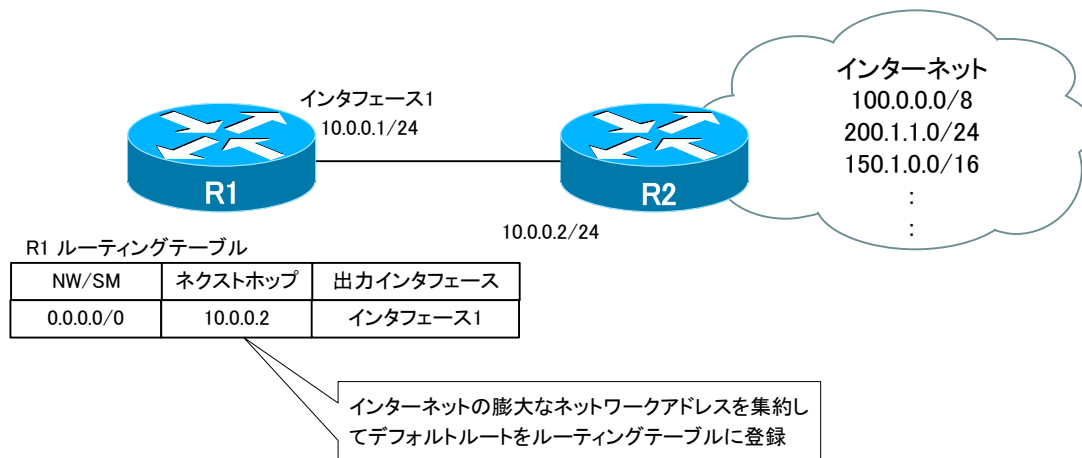 インターネット
100.0.0.0/8
200.1.1.0/24
150.1.0.0/16
:
:
インタフェース1
10.0.0.1/24
R1
R2
10.0.0.2/24
R1 ルーティングテーブル
NW/SM ネクストホップ 出力インタフェース
0.0.0.0/0 10.0.0.2 インタフェース1
インターネットの膨大なネットワークアドレスを集約し
てデフォルトルートをルーティングテーブルに登録